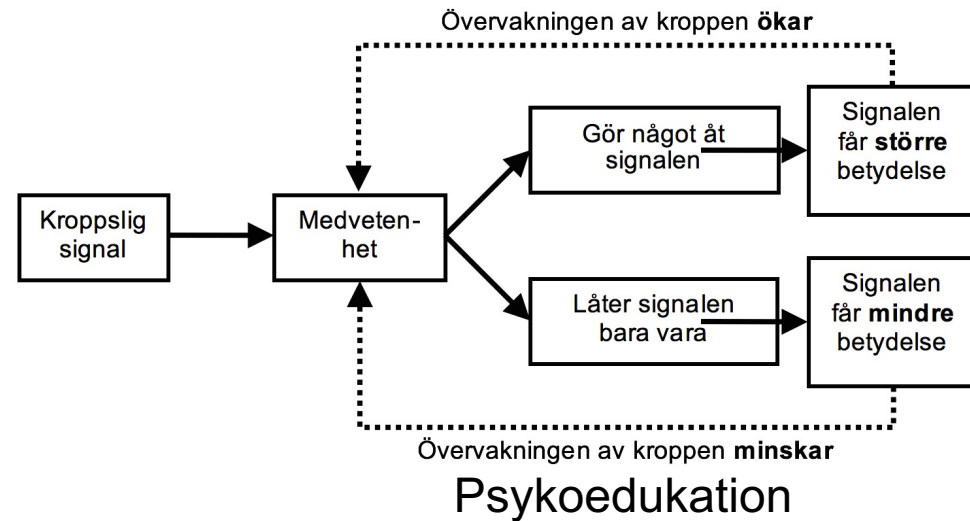 Övervakningen av kroppen ökar
Kroppslig
signal
Medveten-
het
Gör något åt
signalen
Signalen
får större
betydelse
Låter signalen
bara vara
Signalen
får mindre
betydelse
Övervakningen av kroppen minskar
Psykoedukation